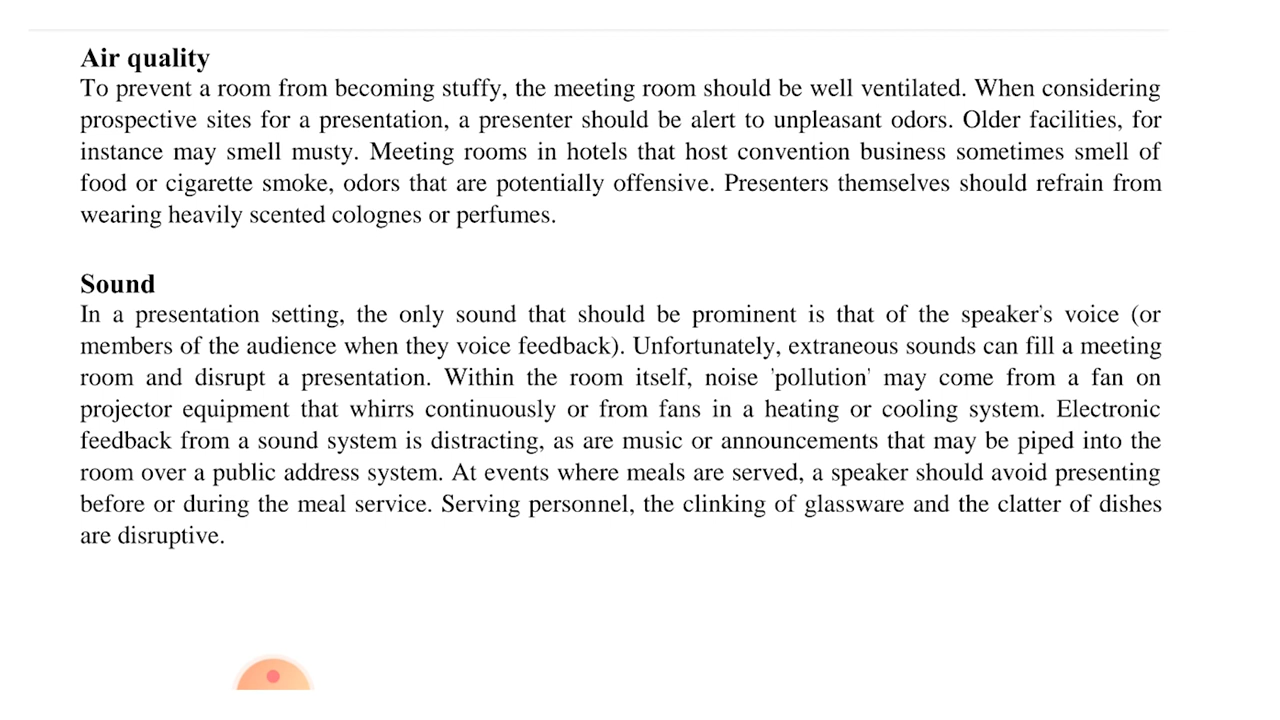 Air quality
To prevent a room from becoming stuffy, the meeting room should be well ventilated. When considering
prospective sites for a presentation, a presenter should be alert to unpleasant odors. Older facilities, for
instance may smell musty. Meeting rooms in hotels that host convention business sometimes smell of
food or cigarette smoke, odors that are potentially offensive. Presenters themselves should refrain from
wearing heavily scented colognes or perfumes.
Sound
In a presentation setting, the only sound that should be prominent is that of the speaker's voice (or
members of the audience when they voice feedback). Unfortunately, extraneous sounds can fill a meeting
room and disrupt a presentation. Within the room itself, noise 'pollution' may come from a fan on
projector equipment that whirrs continuously or from fans in a heating or cooling system. Electronic
feedback from a sound system is distracting, as are music or announcements that may be piped into the
room over a public address system. At events where meals are served, a speaker should avoid presenting
before or during the meal service. Serving personnel, the clinking of glassware and the clatter of dishes
are disruptive.